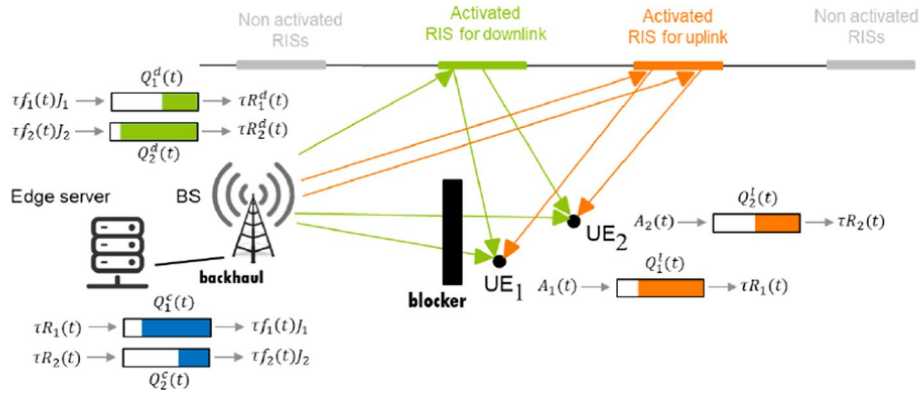 Non activated
RISs
Activated
RIS for downlink
Activated
RIS for uplink
Non activated
RISs
Q_1^d(t)
τf_1(t)J_1
τR_1^d(t)
τf_2(t)J_2
τR_2^d(t)
Q_2^d(t)
Edge server
BS
backhaul
blocker
UE_1
UE_2
Q_2^l(t)
A_2(t)
τR_2(t)
Q_1^l(t)
A_1(t)
τR_1(t)
Q_1^c(t)
τR_1(t)
τf_1(t)J_1
τR_2(t)
τf_2(t)J_2
Q_2^c(t)